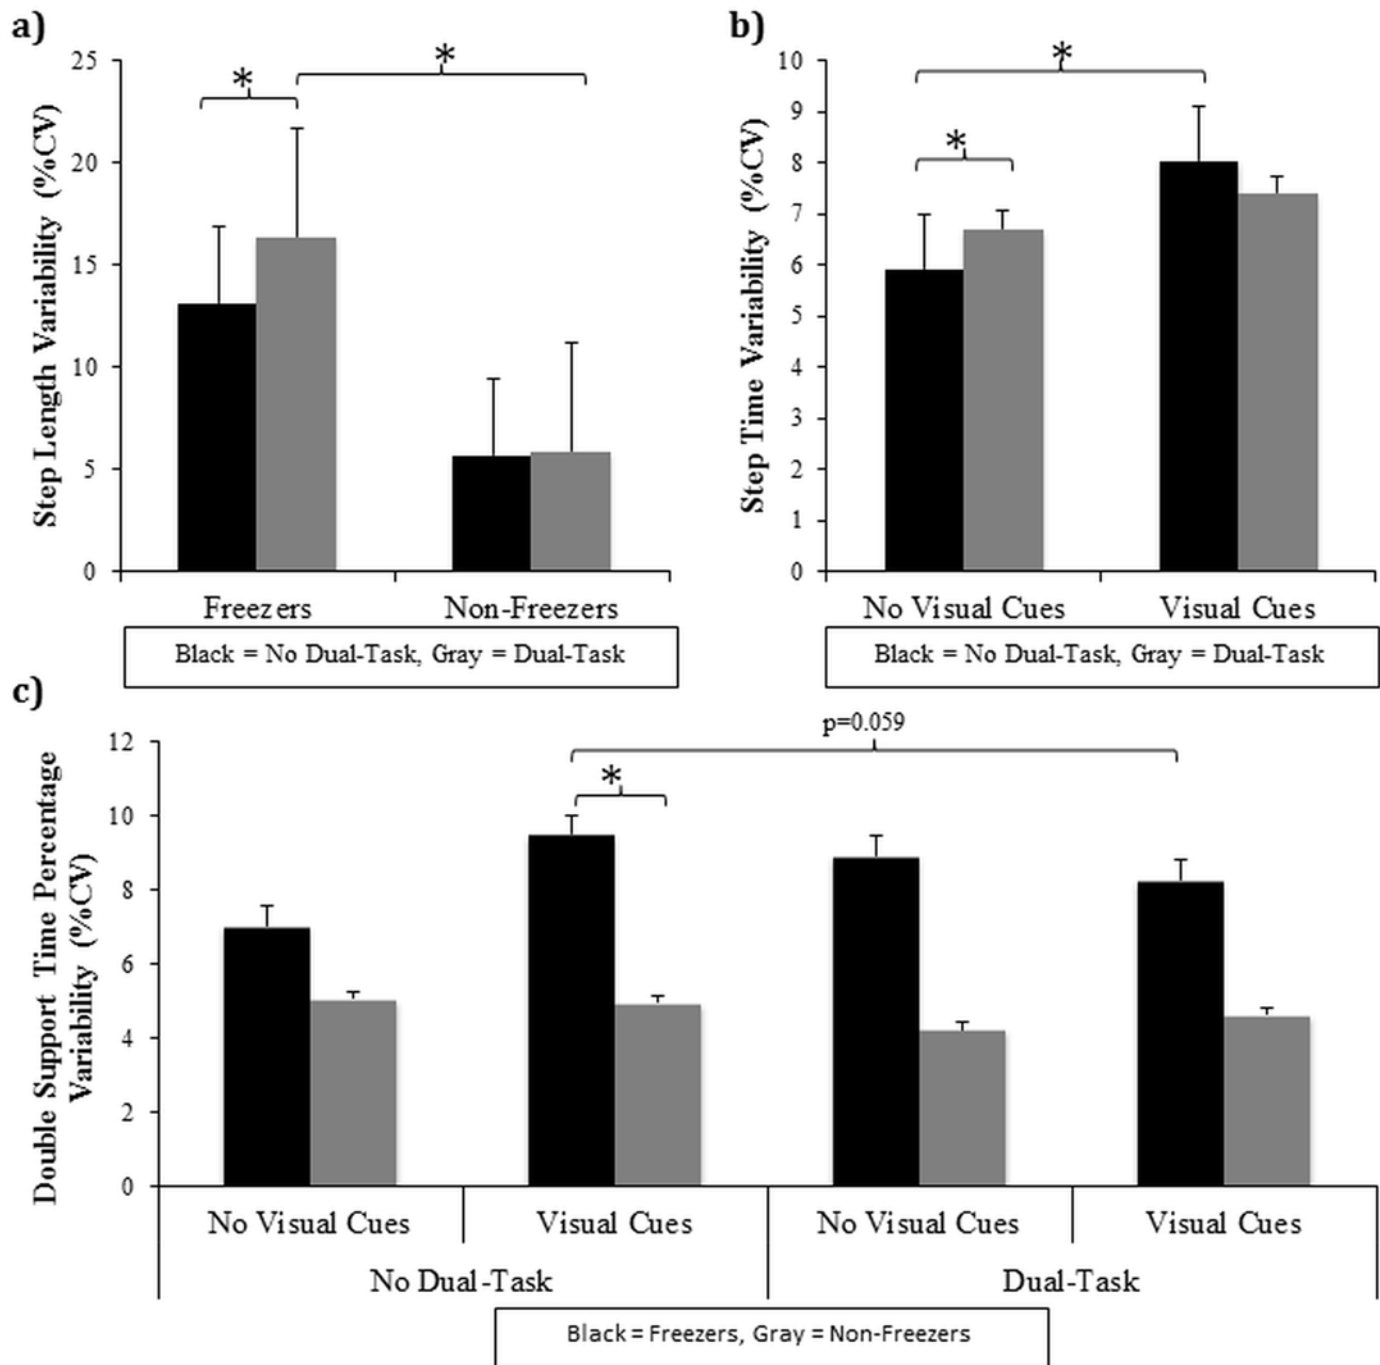 a)
Step Length Variability (%CV)
25
20
15
10
5
0
*
*
Freezers
Non-Freezers
Black = No Dual-Task, Gray = Dual-Task
b)
Step Time Variability (%CV)
10
9
8
7
6
5
4
3
2
1
0
*
*
No Visual Cues
Visual Cues
Black = No Dual-Task, Gray = Dual-Task
c)
Double Support Time Percentage
Variability (%CV)
12
10
8
6
4
2
0
*
p=0.059
No Visual Cues
Visual Cues
No Visual Cues
Visual Cues
No Dual-Task
Dual-Task
Black = Freezers, Gray = Non-Freezers